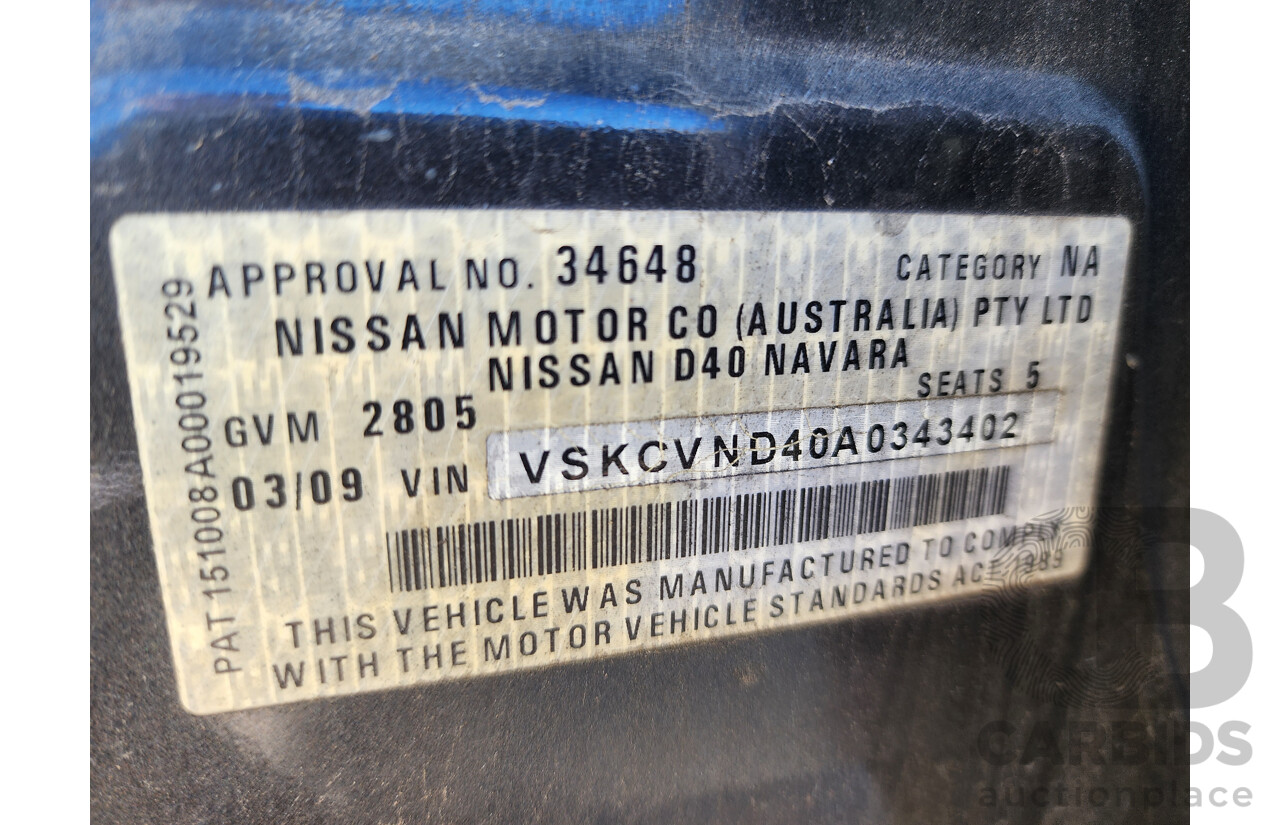 APPROVAL NO. 34648 CATEGORY NA
NISSAN MOTOR CO (AUSTRALIA) PTY LTD
NISSAN D40 NAVARA
GVM 2805 SEATS 5
03/09 VIN VSKCVND40A0343402
THIS VEHICLE WAS MANUFACTURED TO COMPLY
WITH THE MOTOR VEHICLE STANDARDS ACT 1989
PAT 151008A00019529
CB
CARBIDS
auctionplace